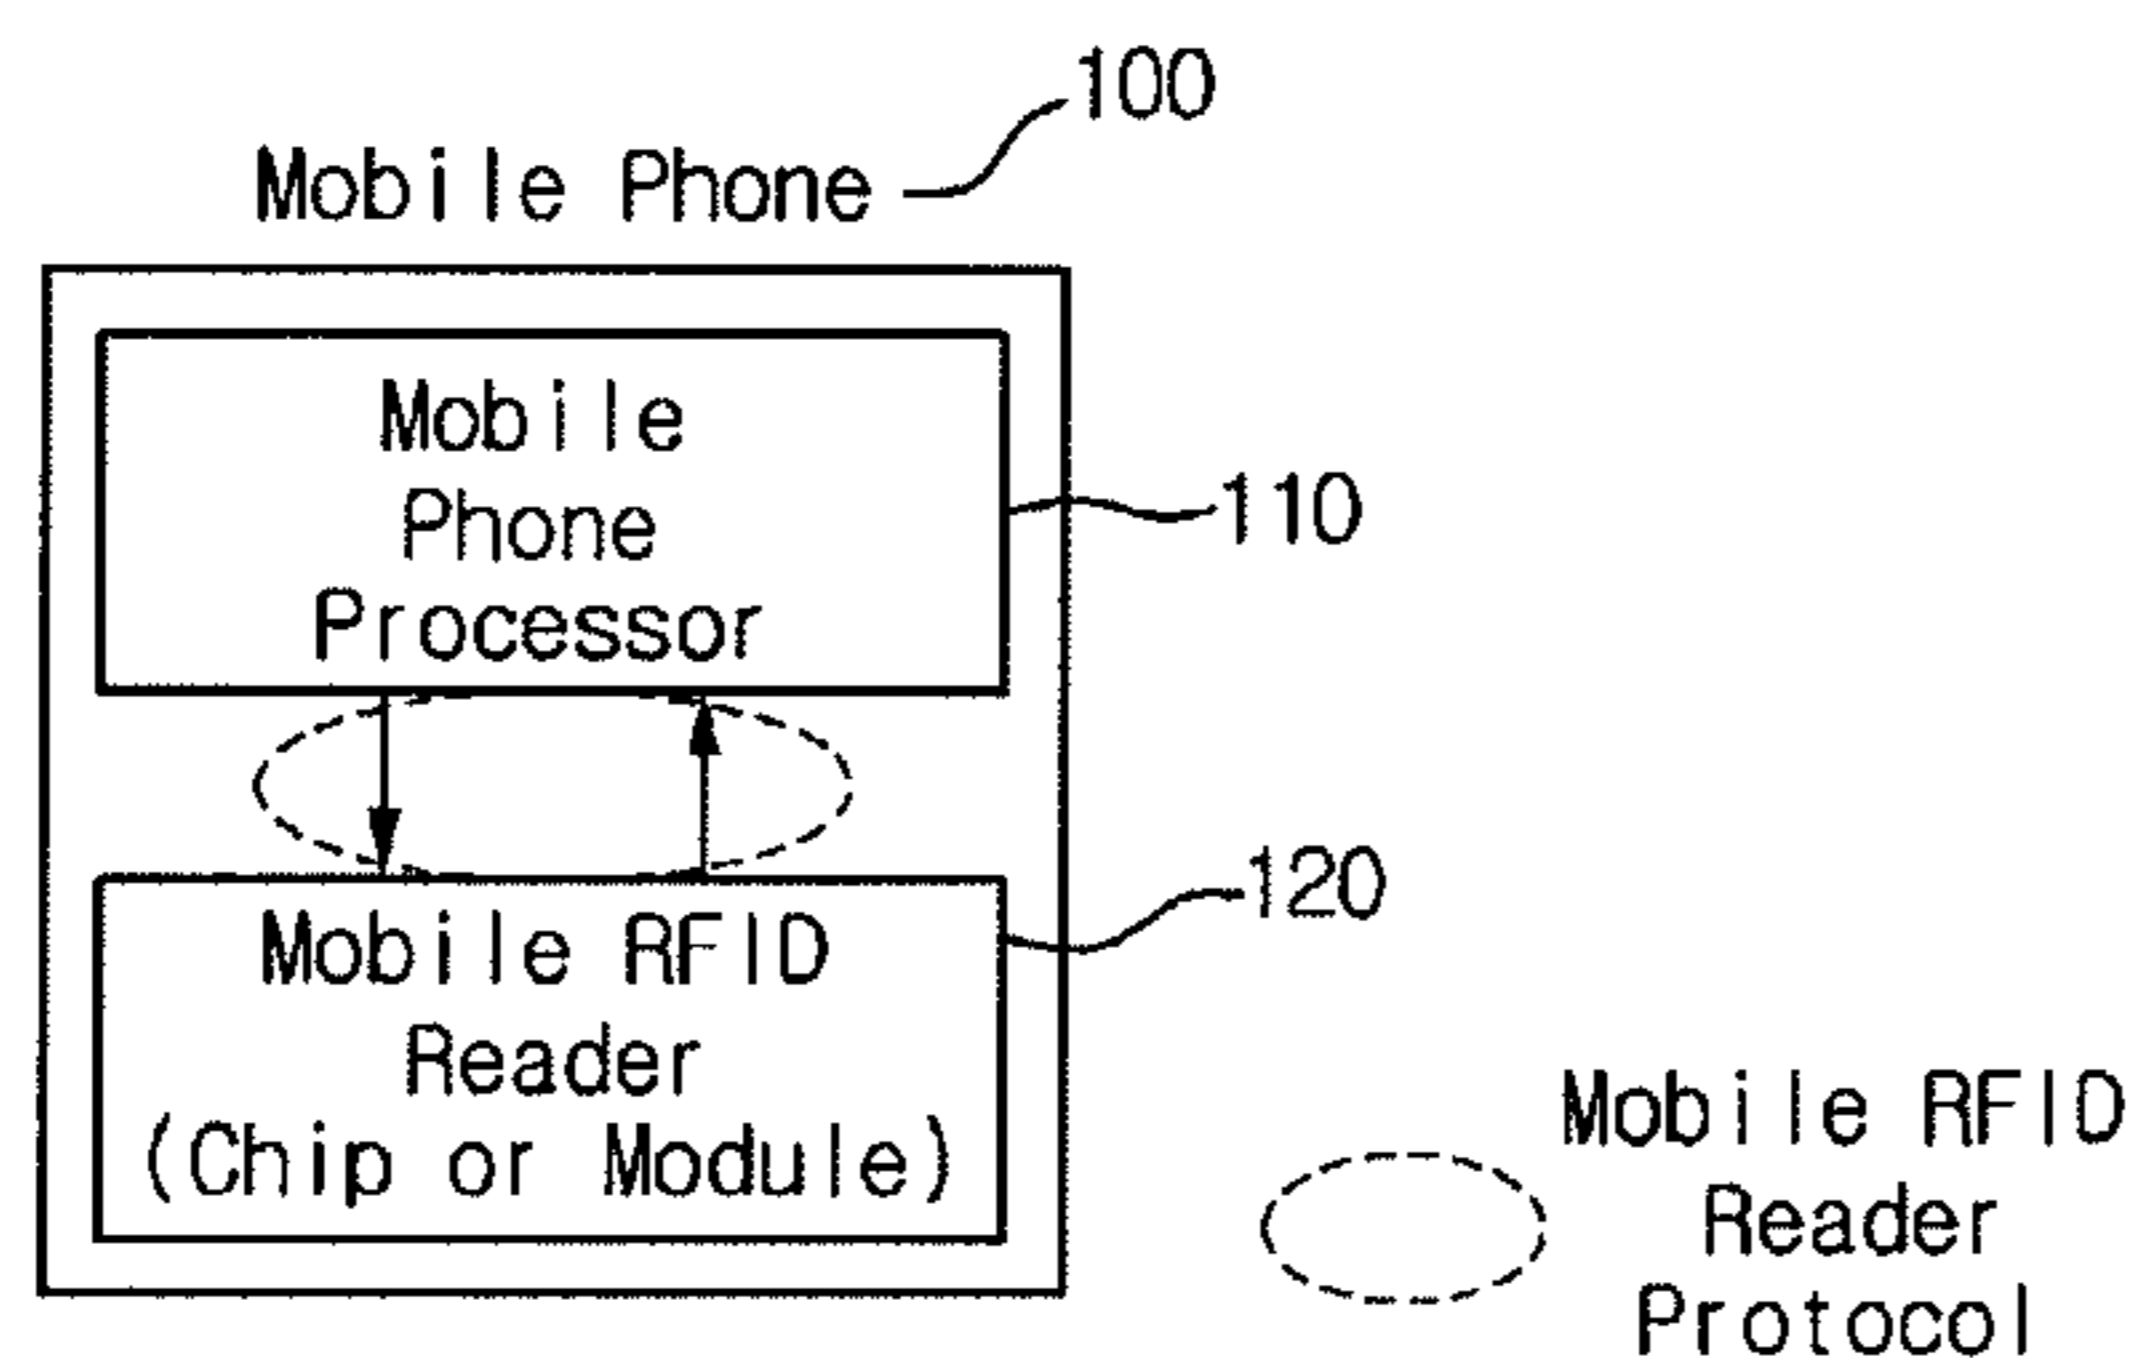 100
Mobile Phone
Mobile
Phone
Processor
110
120
Mobile RFID
Reader
(Chip or Module)
Mobile RFID
Reader
Protocol